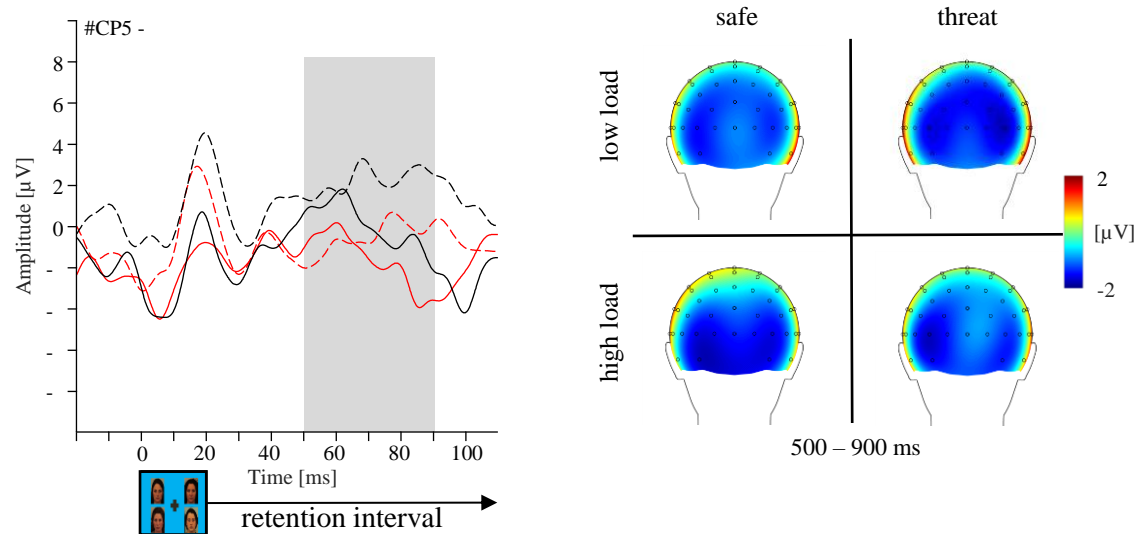 #CP5 -
8
6
4
2
0
-
-
-
-
Amplitude [µV]
0
20
40
60
80
100
Time [ms]
retention interval
safe
threat
low load
high load
2
[µV]
-2
500 – 900 ms